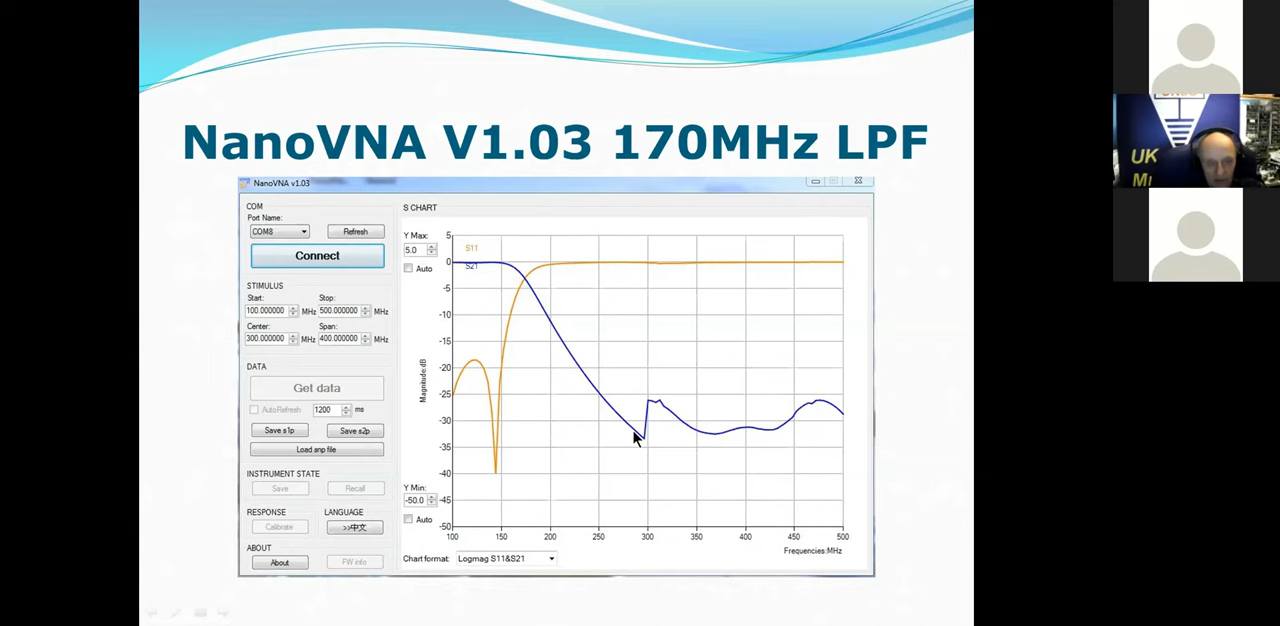 NanoVNA V1.03 170MHz LPF
NanoVNA v1.03
COM
Port Name:
COM8
Refresh
Connect
STIMULUS
Start:
Stop:
100.000000
MHz
500.000000
MHz
Center:
Span:
300.000000
MHz
400.000000
MHz
DATA
Get data
AutoRefresh
1200
ms
Save s1p
Save s2p
Load snp file
INSTRUMENT STATE
Save
Recall
RESPONSE
LANGUAGE
Calibrate
>>中文
ABOUT
About
FW info
S CHART
Y Max:
5.0
Auto
Y Min:
-50.0
Auto
Magnitude:dB
S11
S21
5
0
-5
-10
-15
-20
-25
-30
-35
-40
-45
-50
100
150
200
250
300
350
400
450
500
Frequencies:MHz
Chart format:
Logmag S11&S21
UK